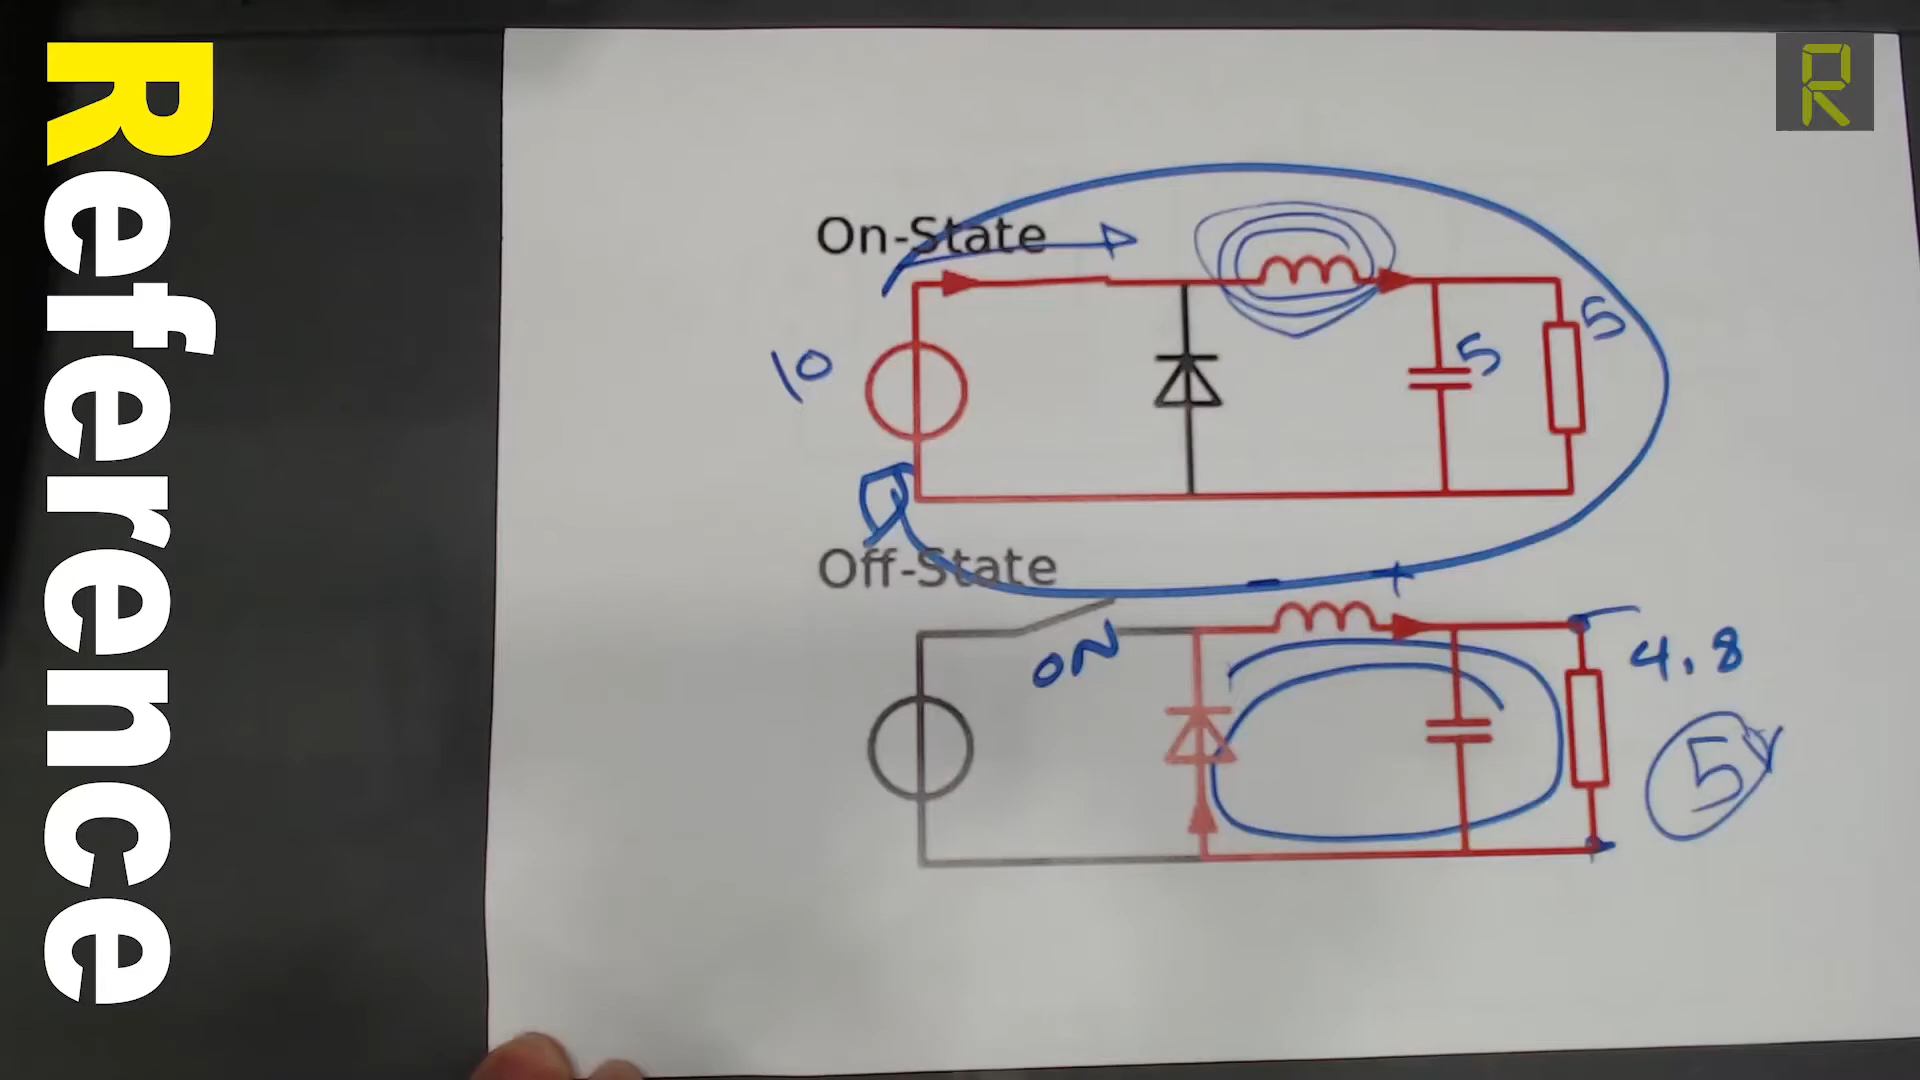 Reference
R
On-State
10
5
5
Off-State
- +
ON
4.8
5V